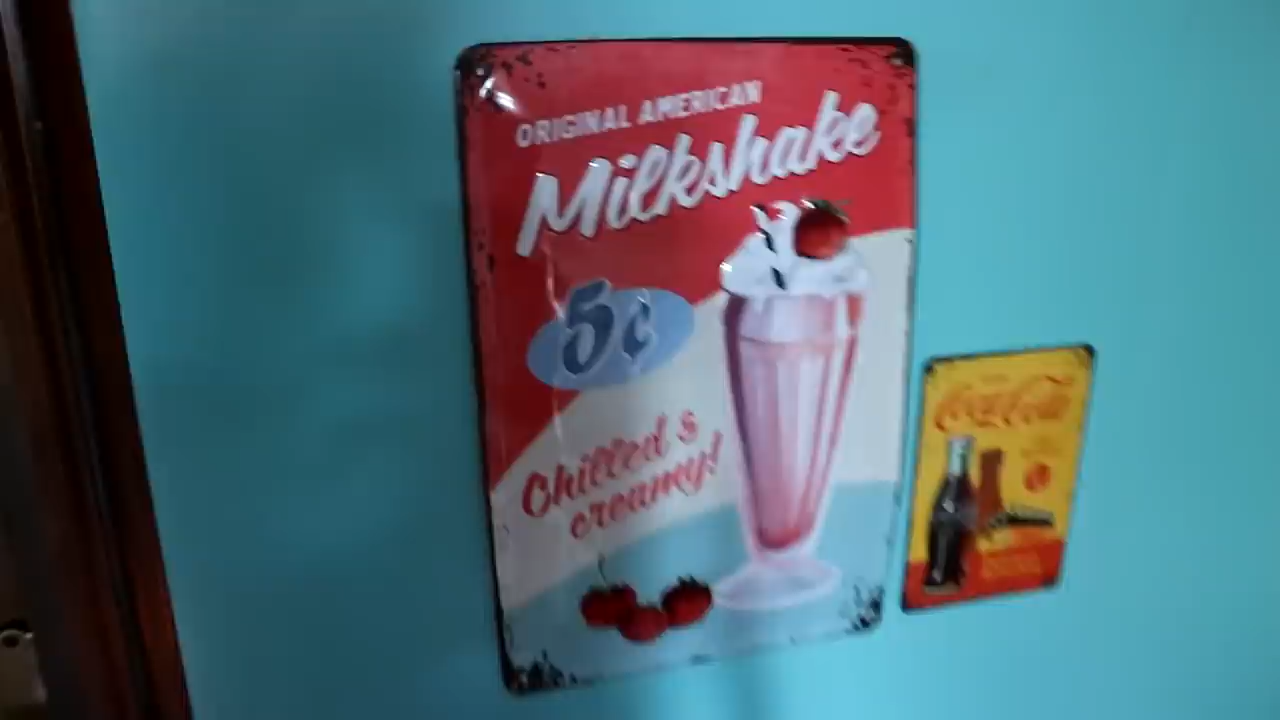 ORIGINAL AMERICAN
Milkshake
5¢
Chilled &
creamy!
Coca-Cola